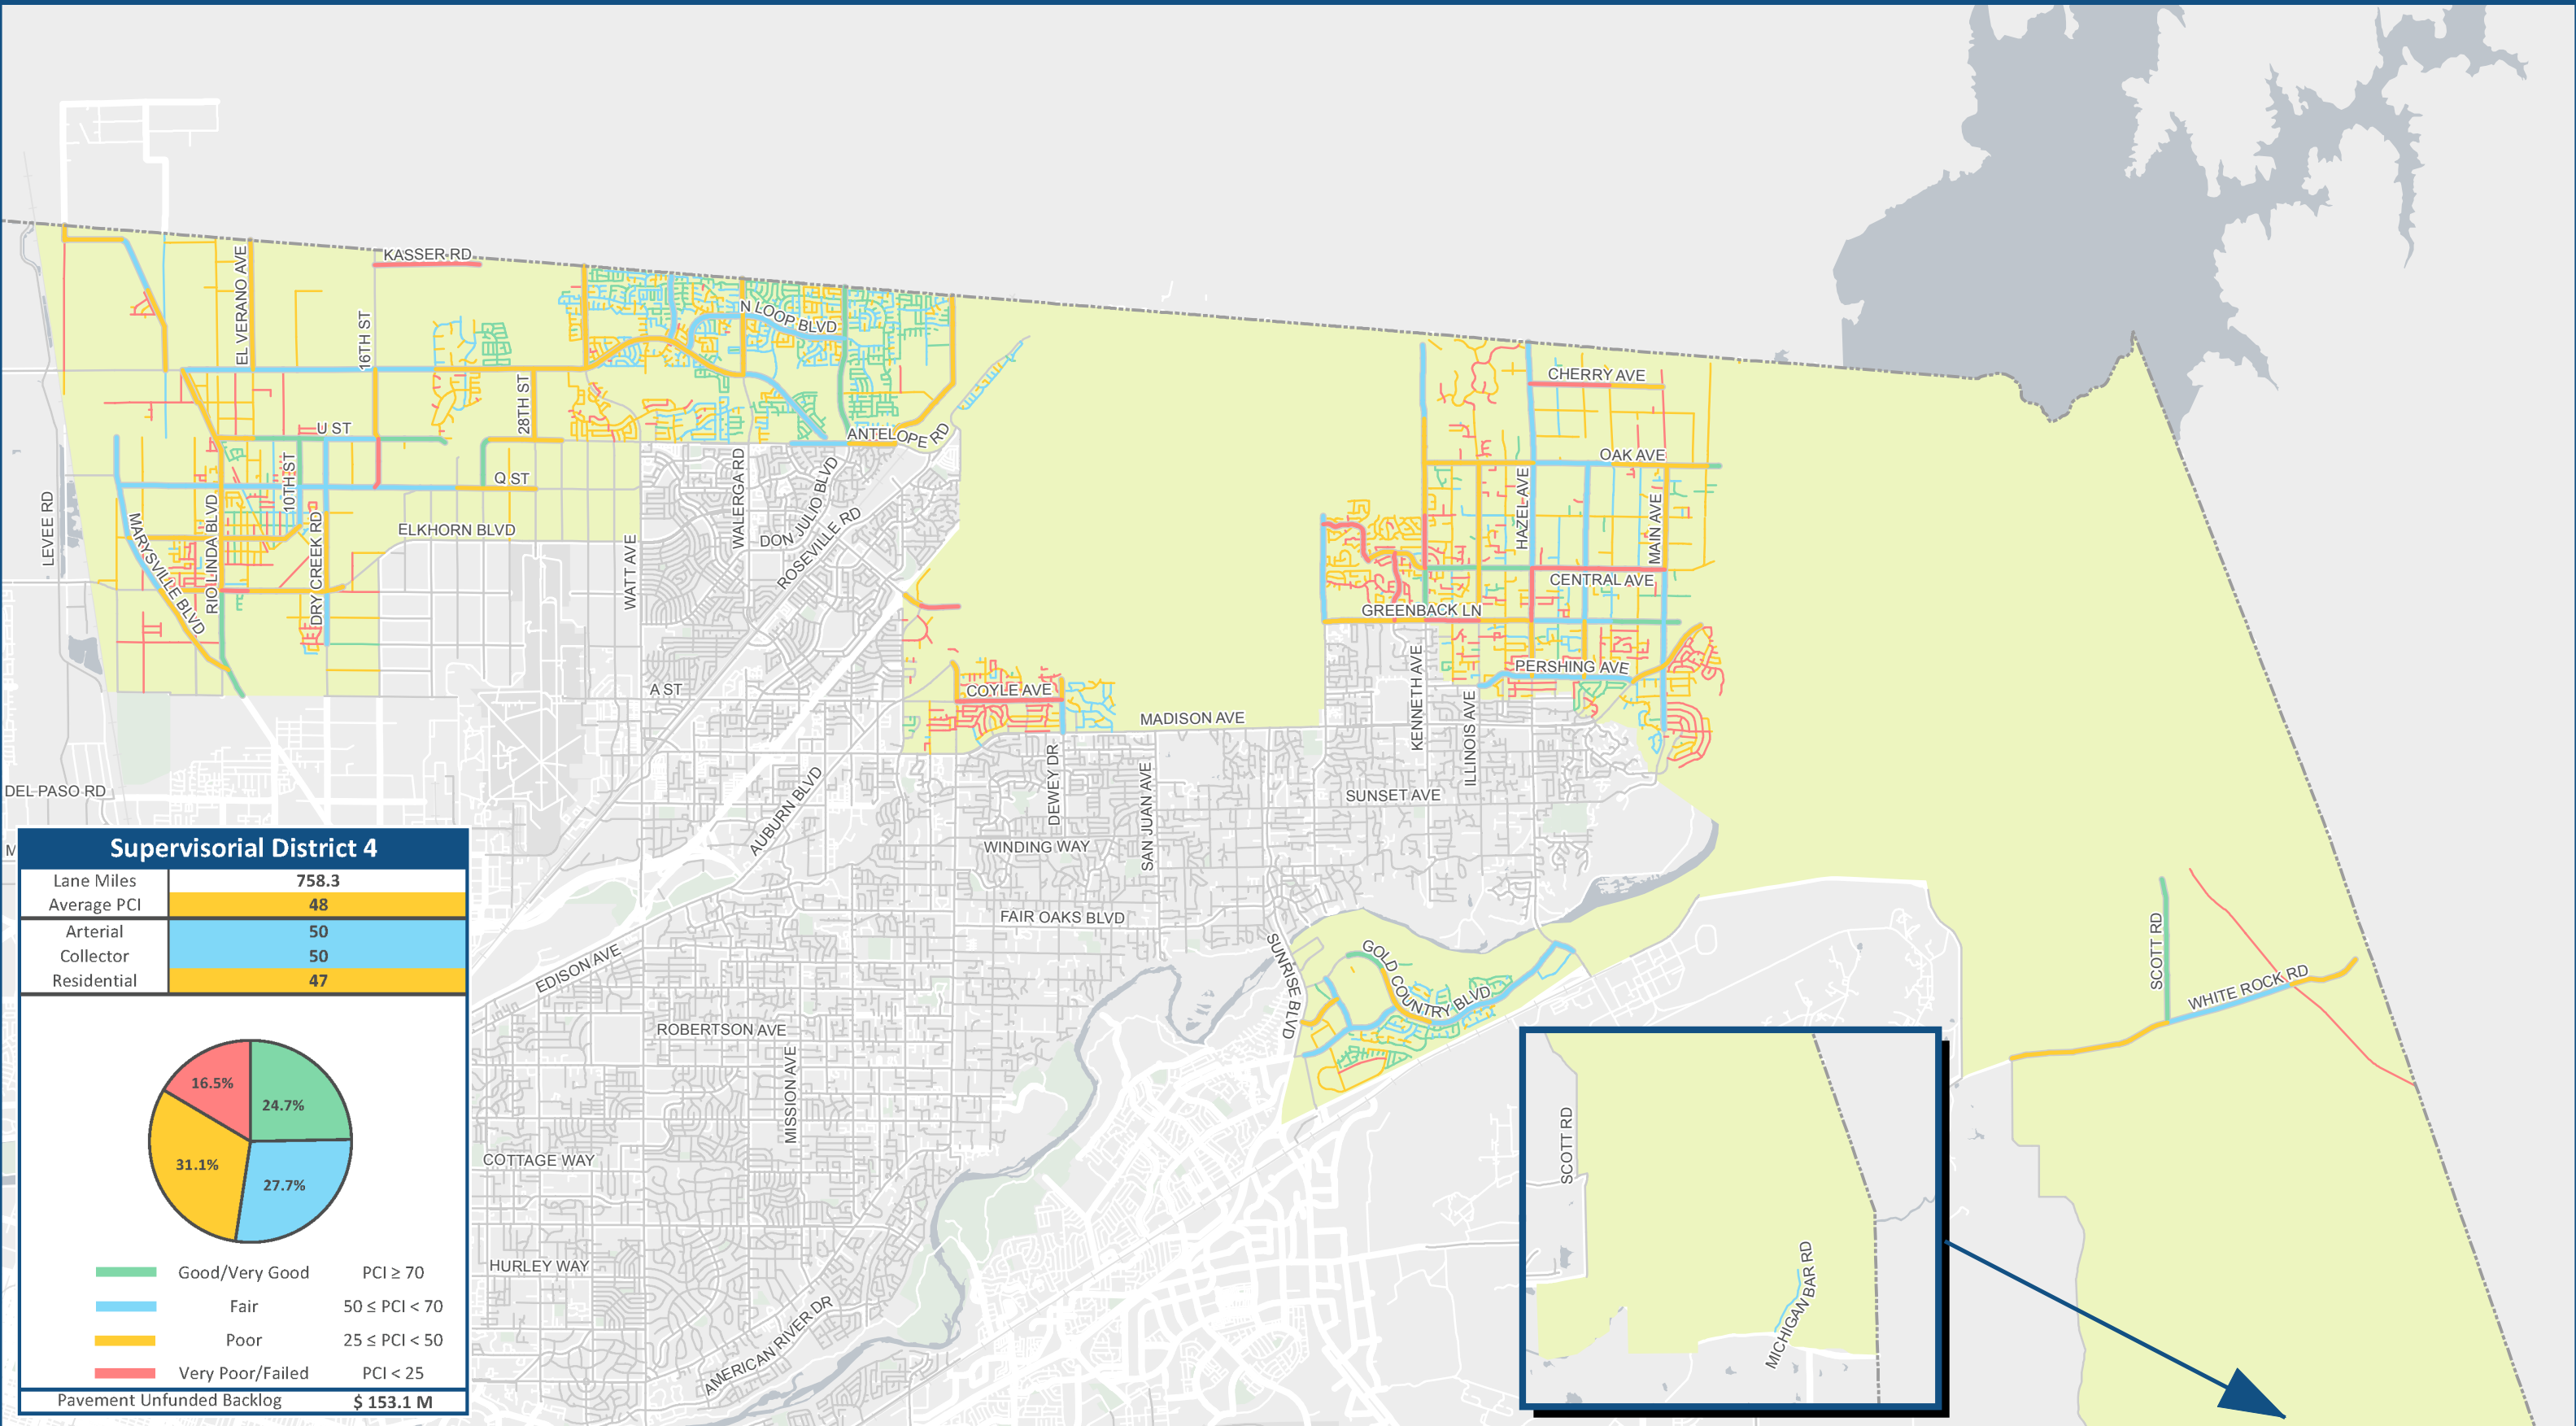 KASSER RD
EL VERANO AVE
16TH ST
N LOOP BLVD
28TH ST
U ST
ANTELOPE RD
CHERRY AVE
OAK AVE
10TH ST
Q ST
WALERGA RD
DON JULIO BLVD
ROSEVILLE RD
HAZEL AVE
MAIN AVE
LEVEE RD
MARYSVILLE BLVD
RIO LINDA BLVD
DRY CREEK RD
ELKHORN BLVD
WATT AVE
CENTRAL AVE
GREENBACK LN
PERSHING AVE
A ST
COYLE AVE
MADISON AVE
KENNETH AVE
ILLINOIS AVE
DEL PASO RD
AUBURN BLVD
DEWEY DR
SAN JUAN AVE
SUNSET AVE
M
WINDING WAY
FAIR OAKS BLVD
EDISON AVE
SUNRISE BLVD
GOLD COUNTRY BLVD
SCOTT RD
WHITE ROCK RD
ROBERTSON AVE
MISSION AVE
COTTAGE WAY
HURLEY WAY
AMERICAN RIVER DR
SCOTT RD
MICHIGAN BAR RD
Supervisorial District 4
Lane Miles 758.3
Average PCI 48
Arterial 50
Collector 50
Residential 47
16.5%
24.7%
31.1%
27.7%
Good/Very Good PCI ≥ 70
Fair 50 ≤ PCI < 70
Poor 25 ≤ PCI < 50
Very Poor/Failed PCI < 25
Pavement Unfunded Backlog $ 153.1 M